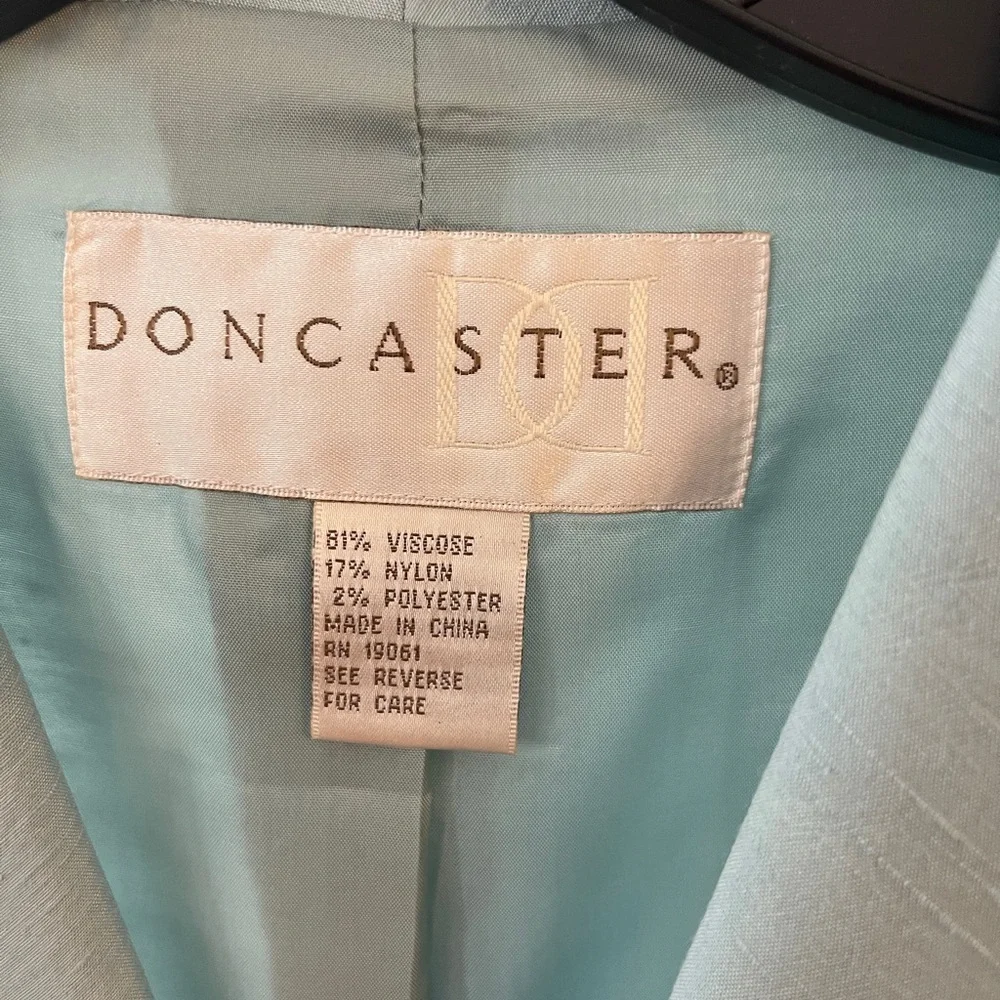 DONCASTER®
81% VISCOSE
17% NYLON
2% POLYESTER
MADE IN CHINA
RN 19061
SEE REVERSE
FOR CARE